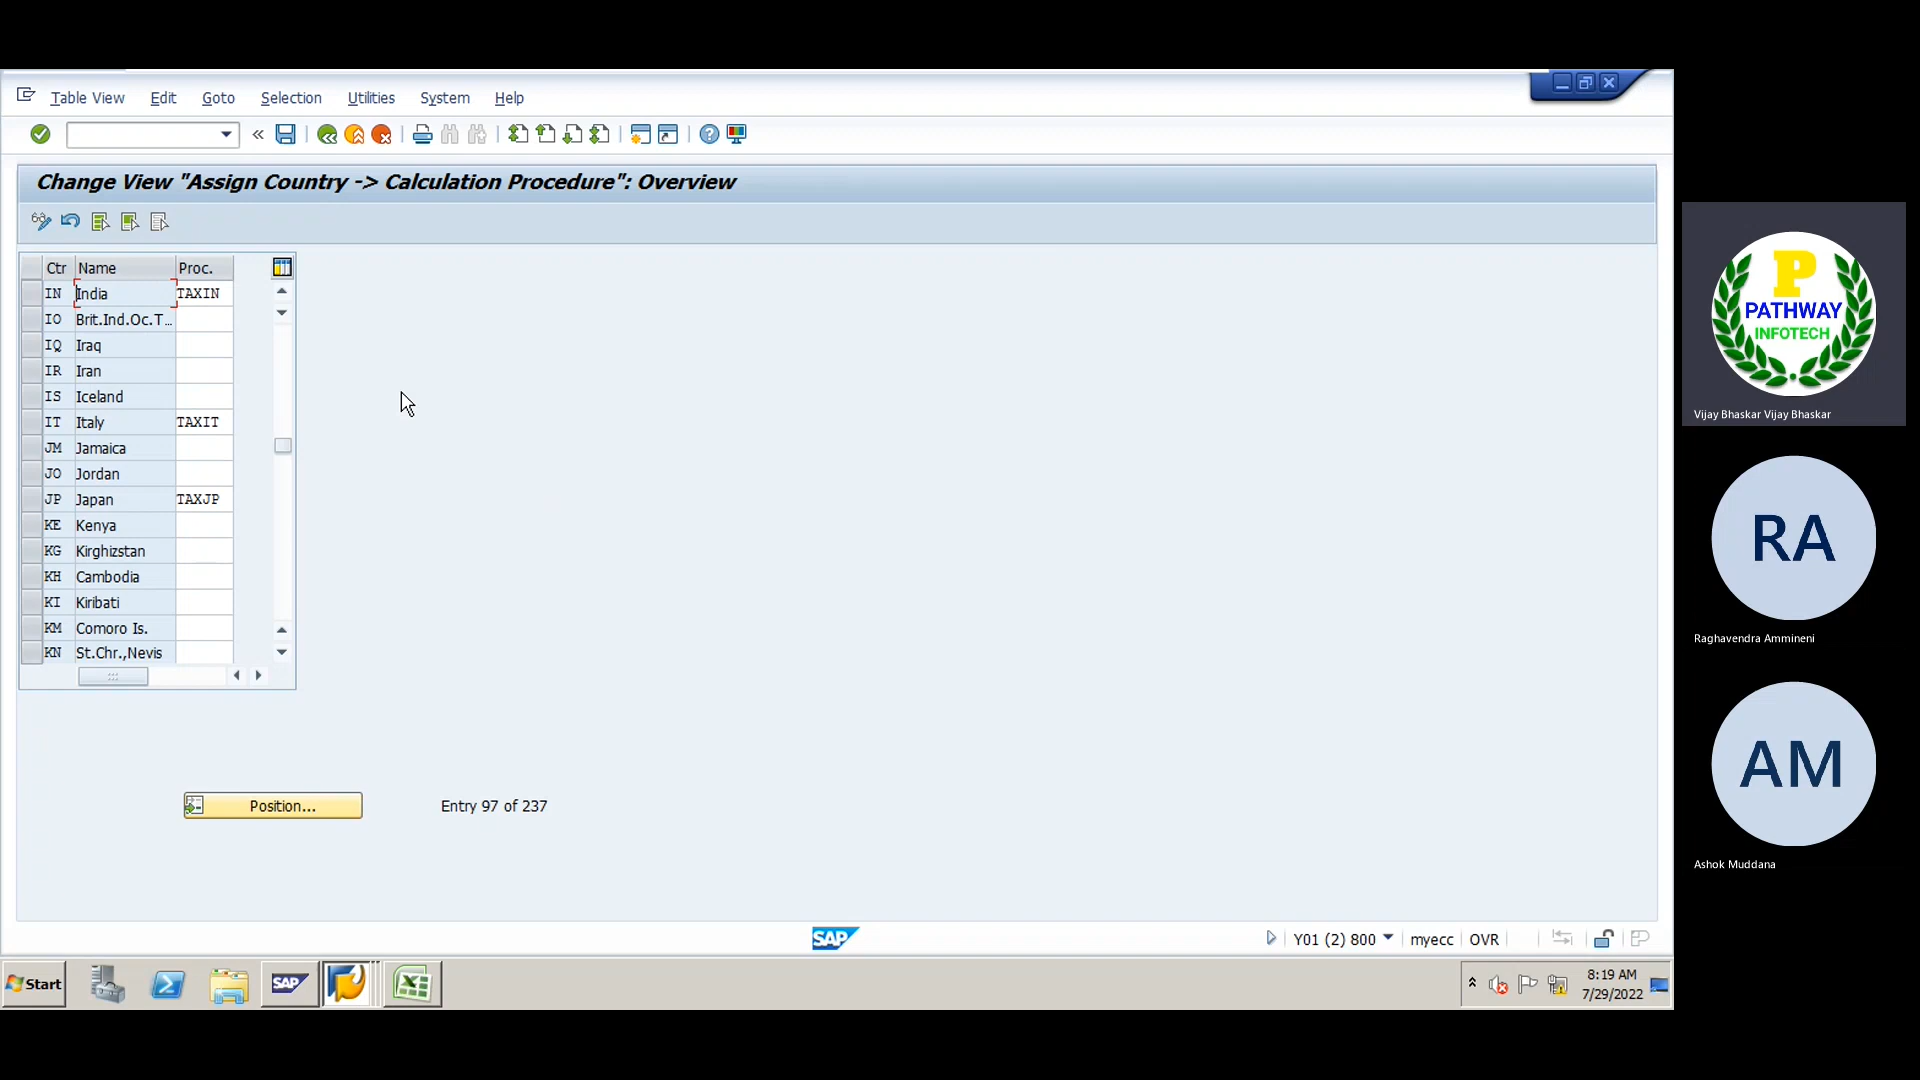 Table View Edit Goto Selection Utilities System Help
Change View "Assign Country -> Calculation Procedure": Overview
Ctr Name Proc.
IN India TAXIN
IO Brit.Ind.Oc.T...
IQ Iraq
IR Iran
IS Iceland
IT Italy TAXIT
JM Jamaica
JO Jordan
JP Japan TAXJP
KE Kenya
KG Kirghizstan
KH Cambodia
KI Kiribati
KM Comoro Is.
KN St.Chr.,Nevis
Position... Entry 97 of 237
SAP Y01 (2) 800 myecc OVR
Start SAP 8:19 AM
7/29/2022
P
PATHWAY
INFOTECH
Vijay Bhaskar Vijay Bhaskar
RA
Raghavendra Ammineni
AM
Ashok Muddana